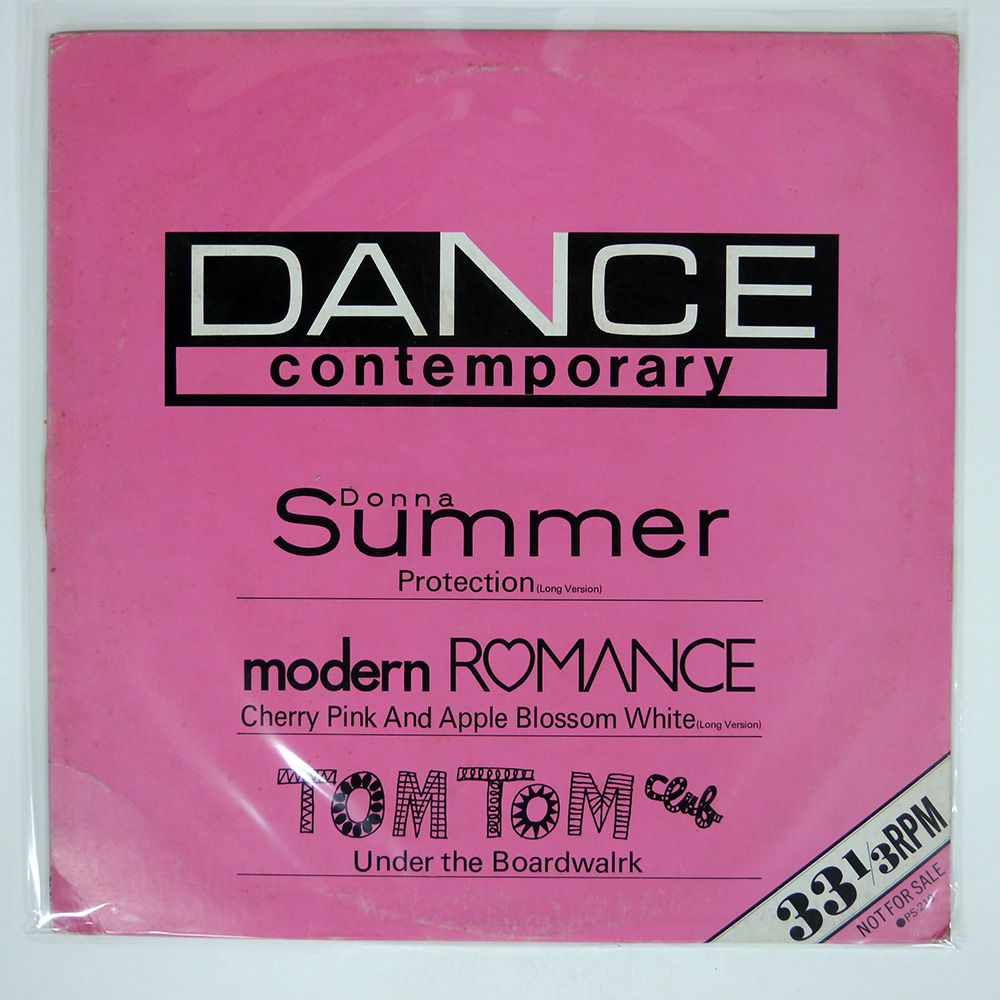 DANCE
contemporary
Donna
Summer
Protection(Long Version)
modern ROMANCE
Cherry Pink And Apple Blossom White(Long Version)
TOM TOM Club
Under the Boardwalrk
33 1/3 RPM
NOT FOR SALE